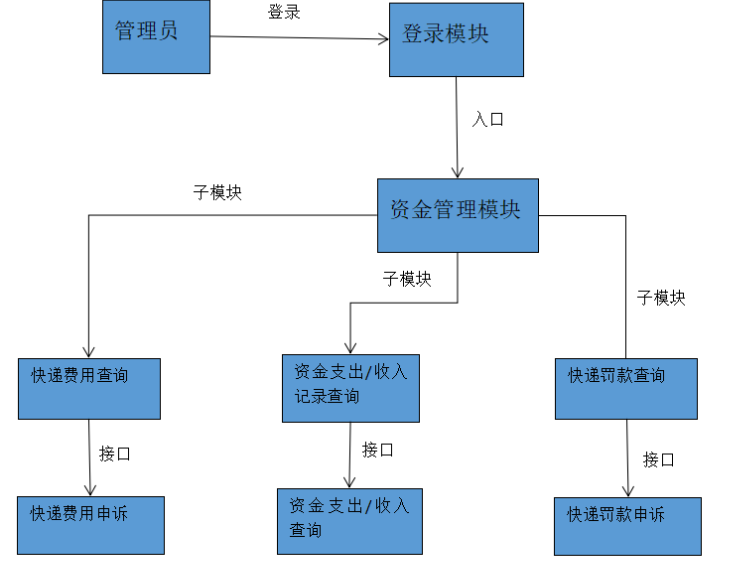 管理员
登录
登录模块
入口
资金管理模块
子模块
子模块
子模块
快递费用查询
资金支出/收入
记录查询
快递罚款查询
接口
接口
接口
快递费用申诉
资金支出/收入
查询
快递罚款申诉